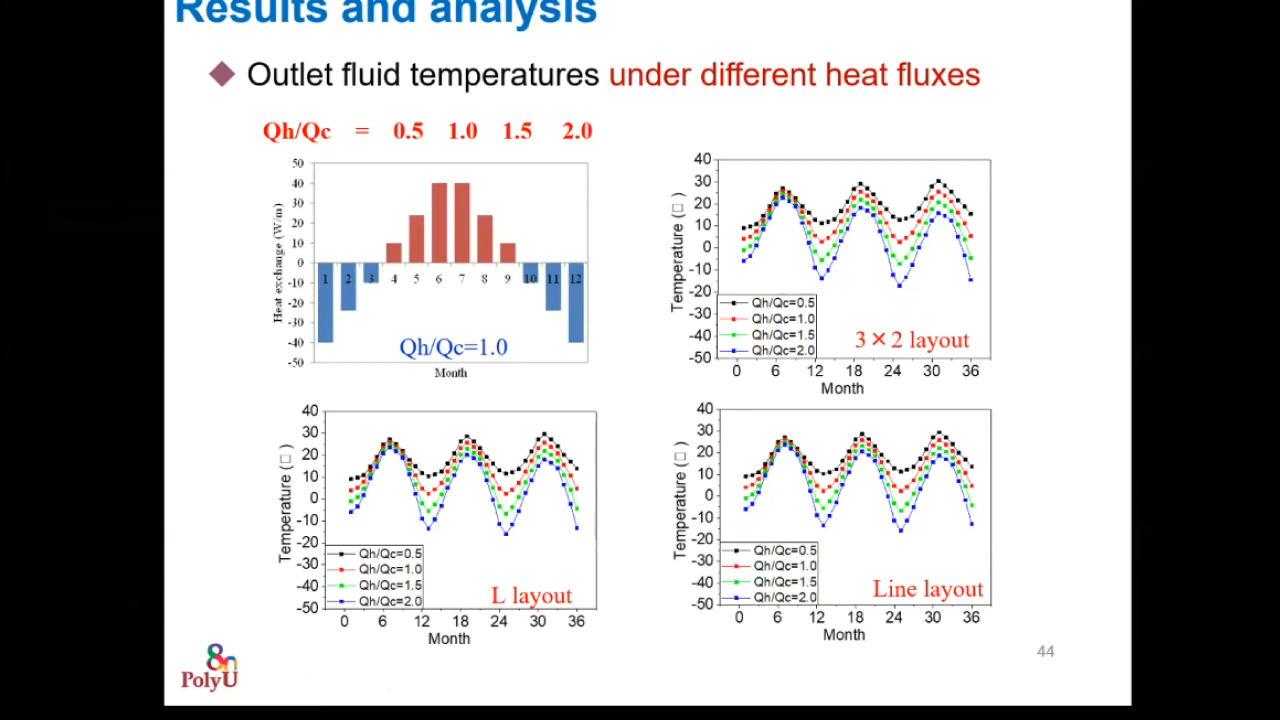 Results and analysis
Outlet fluid temperatures under different heat fluxes
Qh/Qc = 0.5 1.0 1.5 2.0
50
40
30
20
10
0
-10
-20
-30
-40
-50
Heat exchange (W/m)
1 2 3 4 5 6 7 8 9 10 11 12
Qh/Qc=1.0
Month
40
30
20
10
0
-10
-20
-30
-40
-50
Temperature (□)
Qh/Qc=0.5
Qh/Qc=1.0
Qh/Qc=1.5
Qh/Qc=2.0
3×2 layout
0 6 12 18 24 30 36
Month
40
30
20
10
0
-10
-20
-30
-40
-50
Temperature (□)
Qh/Qc=0.5
Qh/Qc=1.0
Qh/Qc=1.5
Qh/Qc=2.0
L layout
0 6 12 18 24 30 36
Month
40
30
20
10
0
-10
-20
-30
-40
-50
Temperature (□)
Qh/Qc=0.5
Qh/Qc=1.0
Qh/Qc=1.5
Qh/Qc=2.0
Line layout
0 6 12 18 24 30 36
Month
PolyU
44